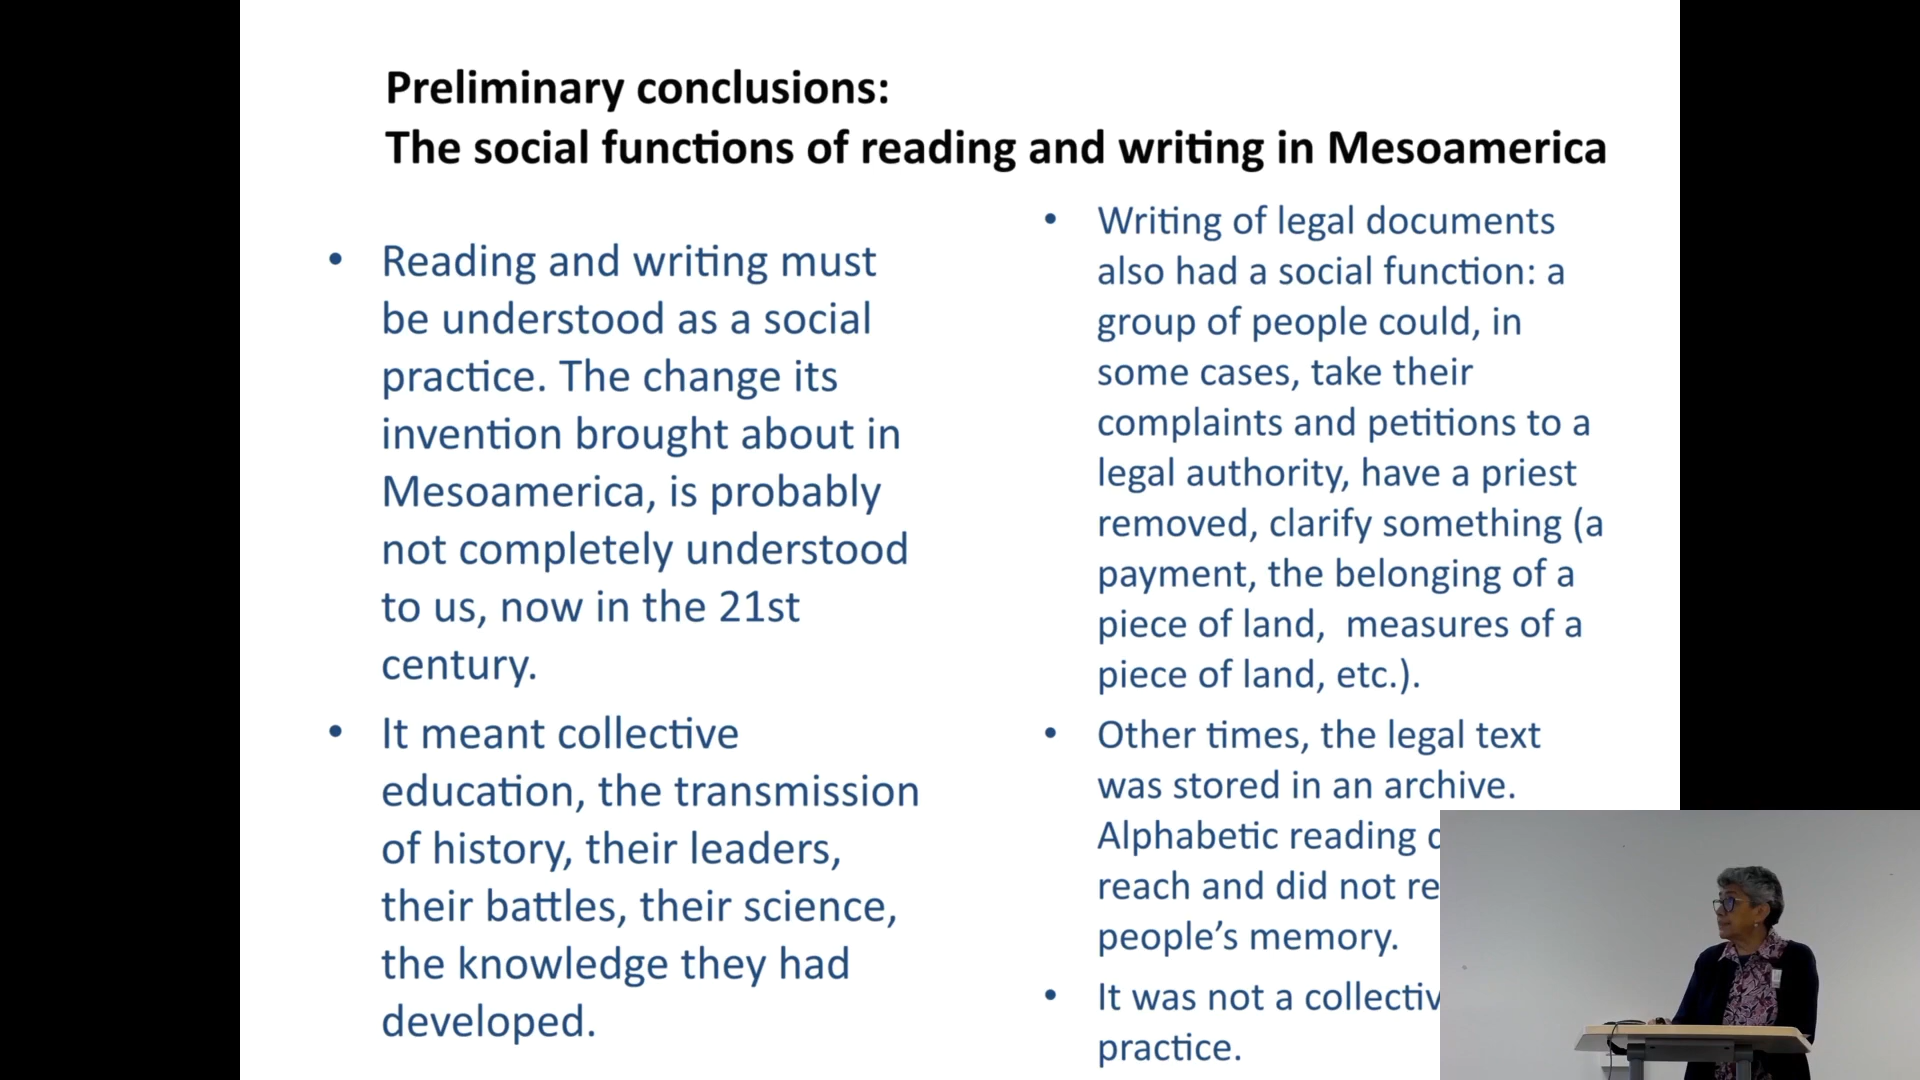 Preliminary conclusions:
The social functions of reading and writing in Mesoamerica
• Reading and writing must
be understood as a social
practice. The change its
invention brought about in
Mesoamerica, is probably
not completely understood
to us, now in the 21st
century.
• It meant collective
education, the transmission
of history, their leaders,
their battles, their science,
the knowledge they had
developed.
• Writing of legal documents
also had a social function: a
group of people could, in
some cases, take their
complaints and petitions to a
legal authority, have a priest
removed, clarify something (a
payment, the belonging of a
piece of land,  measures of a
piece of land, etc.).
• Other times, the legal text
was stored in an archive.
Alphabetic reading
reach and did not
people’s memory.
• It was not a
practice.